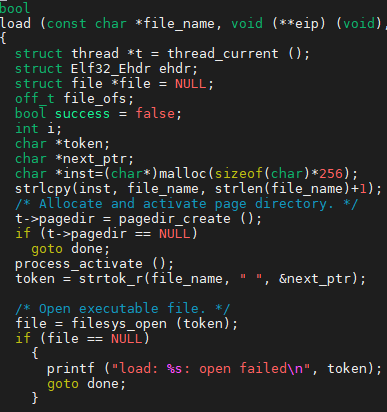 bool
load (const char *file_name, void (**eip) (void),
{
  struct thread *t = thread_current ();
  struct Elf32_Ehdr ehdr;
  struct file *file = NULL;
  off_t file_ofs;
  bool success = false;
  int i;
  char *token;
  char *next_ptr;
  char *inst=(char*)malloc(sizeof(char)*256);
  strlcpy(inst, file_name, strlen(file_name)+1);
  /* Allocate and activate page directory. */
  t->pagedir = pagedir_create ();
  if (t->pagedir == NULL)
    goto done;
  process_activate ();
  token = strtok_r(file_name, " ", &next_ptr);

  /* Open executable file. */
  file = filesys_open (token);
  if (file == NULL)
    {
      printf ("load: %s: open failed\n", token);
      goto done;
    }